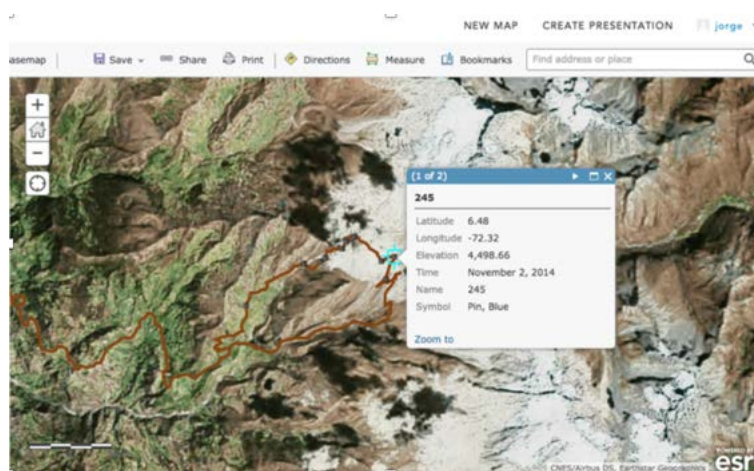 NEW MAP CREATE PRESENTATION jorge
asemap Save Share Print Directions Measure Bookmarks Find address or place
(1 of 2)
245
Latitude 6.48
Longitude -72.32
Elevation 4,498.66
Time November 2, 2014
Name 245
Symbol Pin, Blue
Zoom to
CNES/Airbus DS, Earthstar Geographics
esr